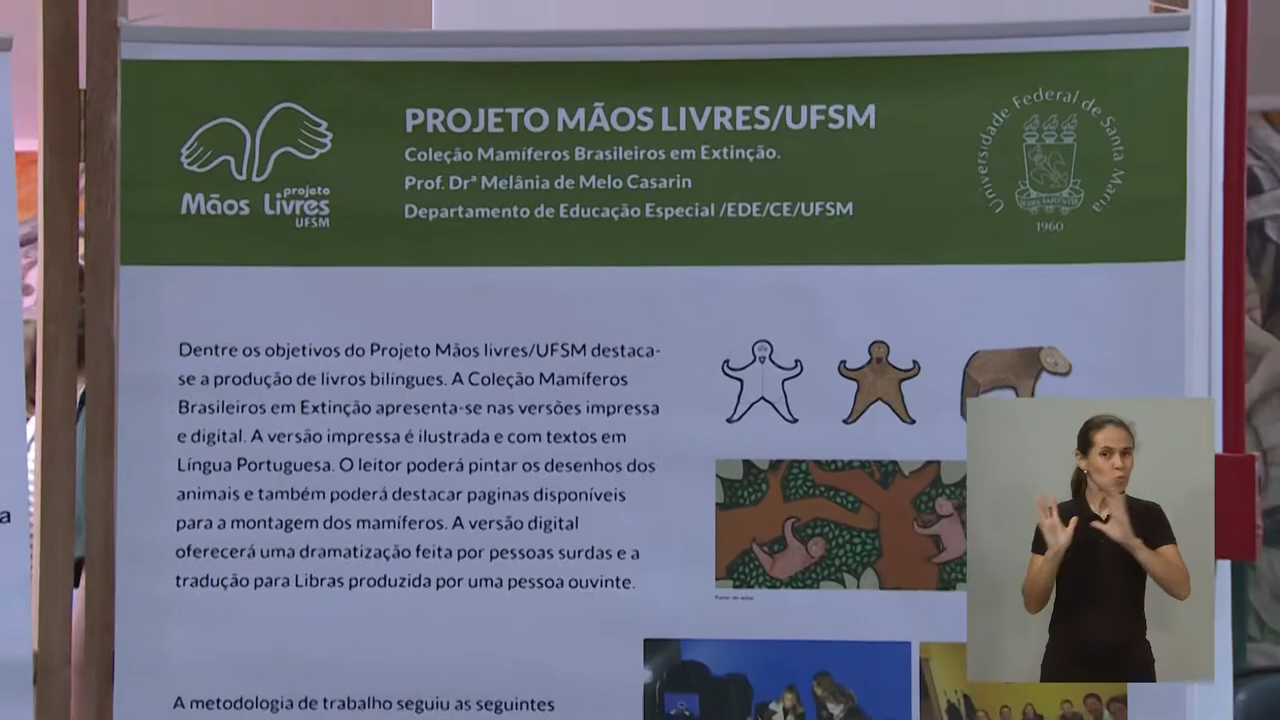 PROJETO MÃOS LIVRES/UFSM
Coleção Mamíferos Brasileiros em Extinção.
Prof. Drª Melânia de Melo Casarin
Departamento de Educação Especial /EDE/CE/UFSM
projeto
Mãos Livres
UFSM
Universidade Federal de Santa Maria
1960
Dentre os objetivos do Projeto Mãos livres/UFSM destaca-
se a produção de livros bilíngues. A Coleção Mamíferos
Brasileiros em Extinção apresenta-se nas versões impressa
e digital. A versão impressa é ilustrada e com textos em
Língua Portuguesa. O leitor poderá pintar os desenhos dos
animais e também poderá destacar paginas disponíveis
para a montagem dos mamíferos. A versão digital
oferecerá uma dramatização feita por pessoas surdas e a
tradução para Libras produzida por uma pessoa ouvinte.
A metodologia de trabalho seguiu as seguintes
a